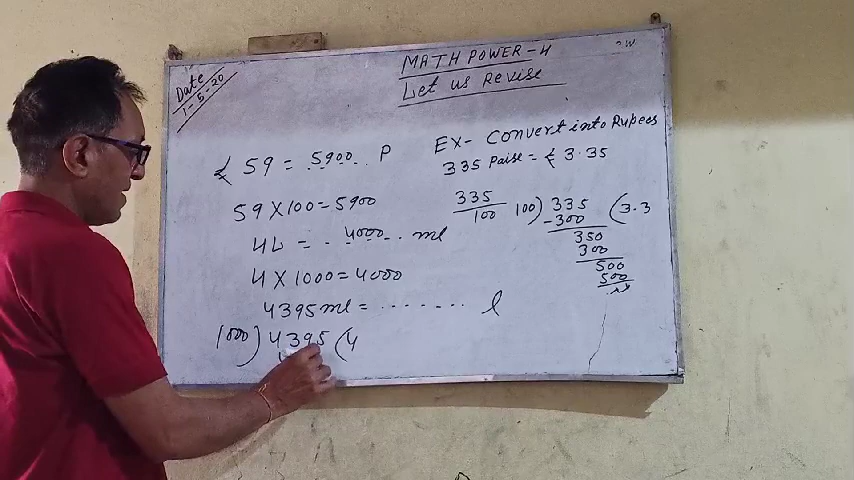 Date
1-5-20
MATH POWER-4
Let us Revise
₹ 59 = ..5900.. P
59 X 100 = 5900
4L = ..4000.. ml
4 X 1000 = 4000
4395 ml = ....... l
1000) 4395 (4
EX- Convert into Rupees
335 Paise = ₹ 3.35
335
100
100) 335 (3.3
-300
350
300
500
500